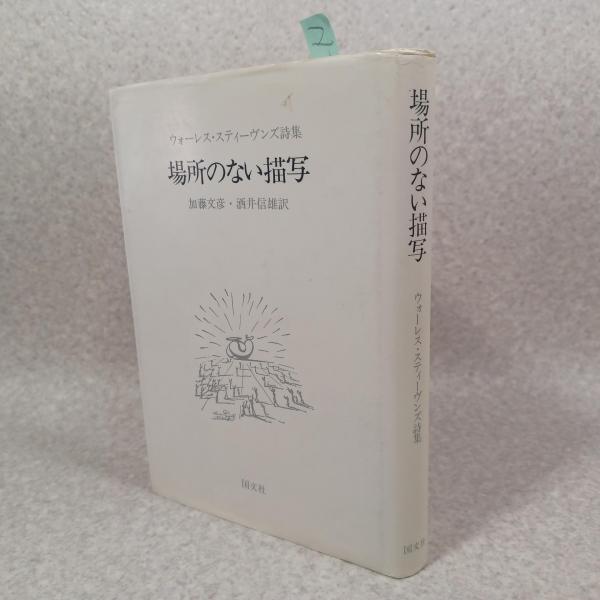 フ
ウォーレス・スティーヴンズ詩集
場所のない描写
加藤文彦・酒井信雄訳
国文社
場所のない描写
ウォーレス・スティーヴンズ詩集
国文社